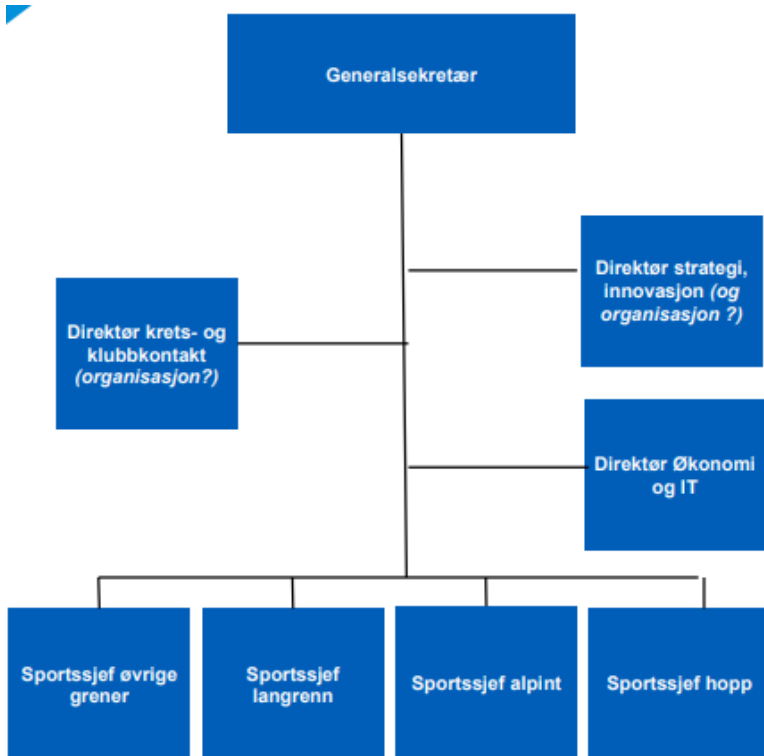 Generalsekretær
Direktør strategi,
innovasjon (og
organisasjon ?)
Direktør krets- og
klubbkontakt
(organisasjon?)
Direktør Økonomi
og IT
Sportssjef øvrige
grener
Sportssjef
langrenn
Sportssjef alpint
Sportssjef hopp